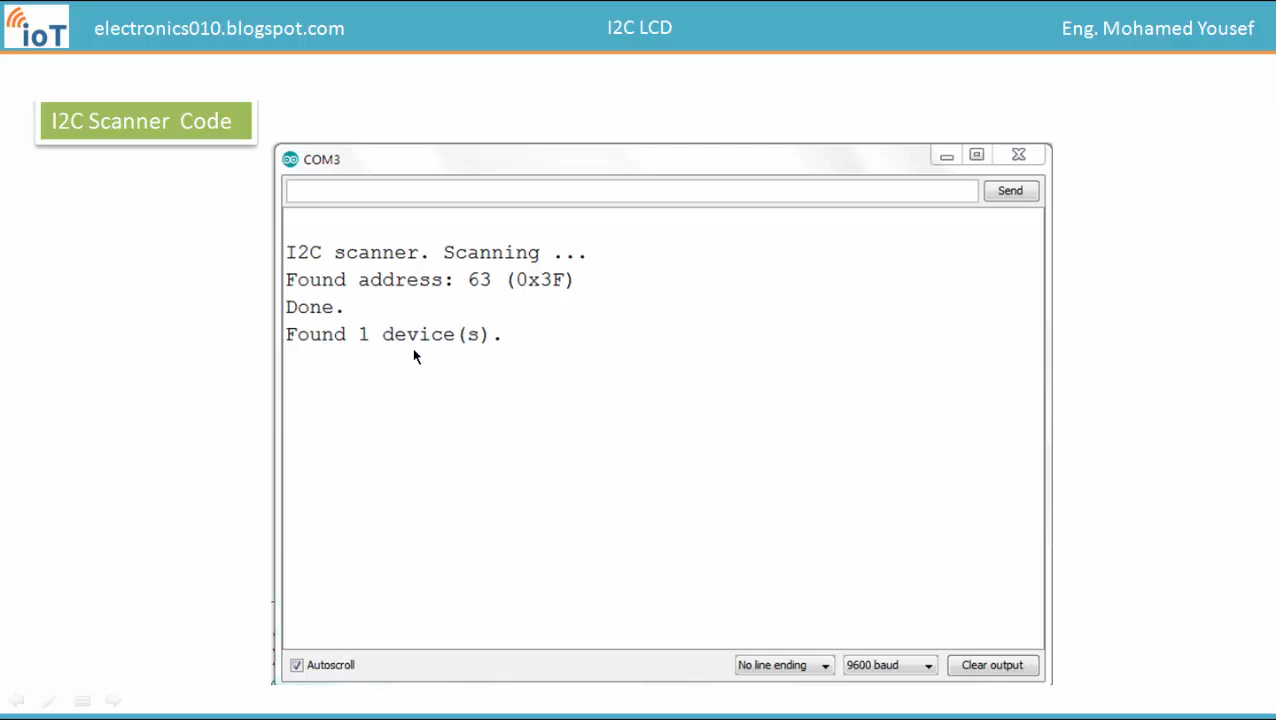 IoT
electronics010.blogspot.com
I2C LCD
Eng. Mohamed Yousef
I2C Scanner Code
COM3
Send
I2C scanner. Scanning ...
Found address: 63 (0x3F)
Done.
Found 1 device(s).
Autoscroll
No line ending
9600 baud
Clear output